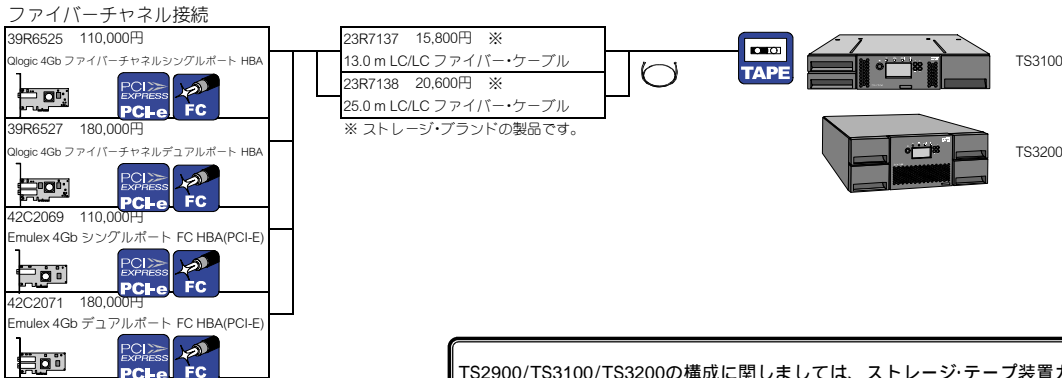 ファイバーチャネル接続
39R6525 110,000円
Qlogic 4Gb ファイバーチャネルシングルポート HBA
PCI EXPRESS
PCI-e FC
39R6527 180,000円
Qlogic 4Gb ファイバーチャネルデュアルポート HBA
PCI EXPRESS
PCI-e FC
42C2069 110,000円
Emulex 4Gb シングルポート FC HBA(PCI-E)
PCI EXPRESS
PCI-e FC
42C2071 180,000円
Emulex 4Gb デュアルポート FC HBA(PCI-E)
PCI EXPRESS
PCI-e FC
23R7137 15,800円 ※
13.0 m LC/LC ファイバー・ケーブル
23R7138 20,600円 ※
25.0 m LC/LC ファイバー・ケーブル
※ ストレージ・ブランドの製品です。
TAPE
TS3100
TS3200
TS2900/TS3100/TS3200の構成に関しましては、ストレージ・テープ装置